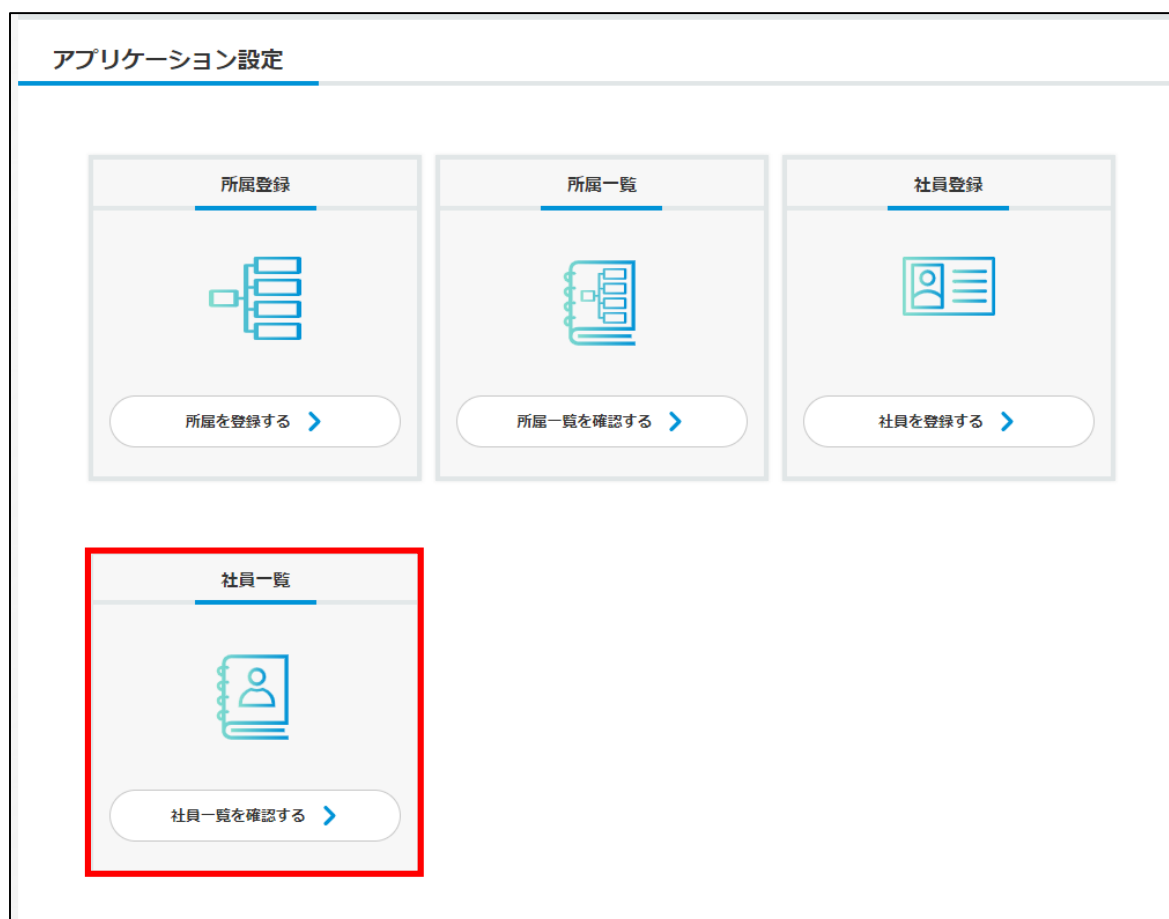 アプリケーション設定
所属登録
所属一覧
社員登録
所属を登録する
所属一覧を確認する
社員を登録する
社員一覧
社員一覧を確認する